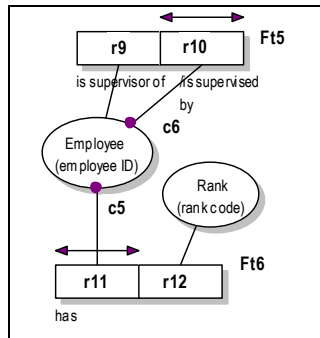 r9
r10
Ft5
is supervisor of
/is supervised
by
c6
Employee
(employee ID)
Rank
(rank code)
c5
Ft6
r11
r12
has